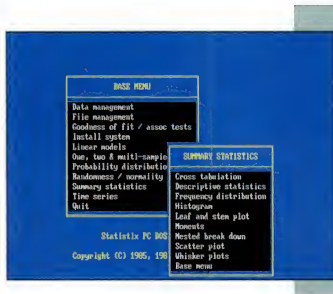 BASE MENU
Data management
File management
Goodness of fit / assoc tests
Install system
Linear models
One, two & multi-sample
Probability distribution
Randomness / normality
Summary statistics
Time series
Quit
SUMMARY STATISTICS
Cross tabulation
Descriptive statistics
Frequency distribution
Histogram
Leaf and stem plot
Moments
Nested break down
Scatter plot
Whisker plots
Base menu
Statistix PC DOS
Copyright (C) 1985, 198